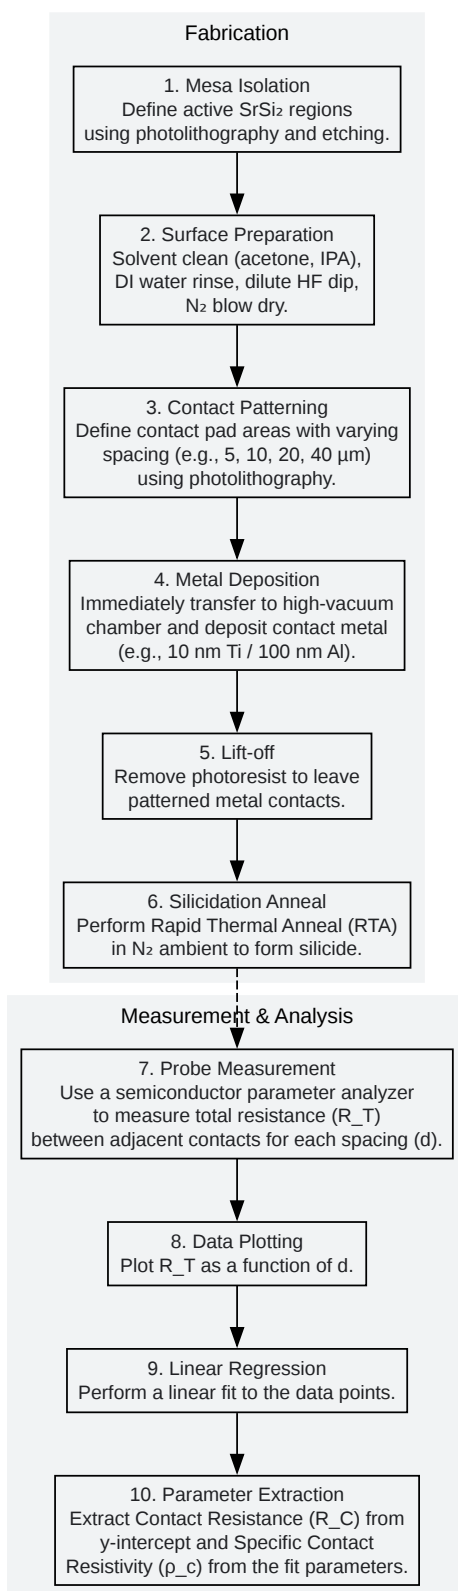 Fabrication
1. Mesa Isolation
Define active SrSi₂ regions
using photolithography and etching.
2. Surface Preparation
Solvent clean (acetone, IPA),
DI water rinse, dilute HF dip,
N₂ blow dry.
3. Contact Patterning
Define contact pad areas with varying
spacing (e.g., 5, 10, 20, 40 µm)
using photolithography.
4. Metal Deposition
Immediately transfer to high-vacuum
chamber and deposit contact metal
(e.g., 10 nm Ti / 100 nm Al).
5. Lift-off
Remove photoresist to leave
patterned metal contacts.
6. Silicidation Anneal
Perform Rapid Thermal Anneal (RTA)
in N₂ ambient to form silicide.
Measurement & Analysis
7. Probe Measurement
Use a semiconductor parameter analyzer
to measure total resistance (R_T)
between adjacent contacts for each spacing (d).
8. Data Plotting
Plot R_T as a function of d.
9. Linear Regression
Perform a linear fit to the data points.
10. Parameter Extraction
Extract Contact Resistance (R_C) from
y-intercept and Specific Contact
Resistivity (ρ_c) from the fit parameters.